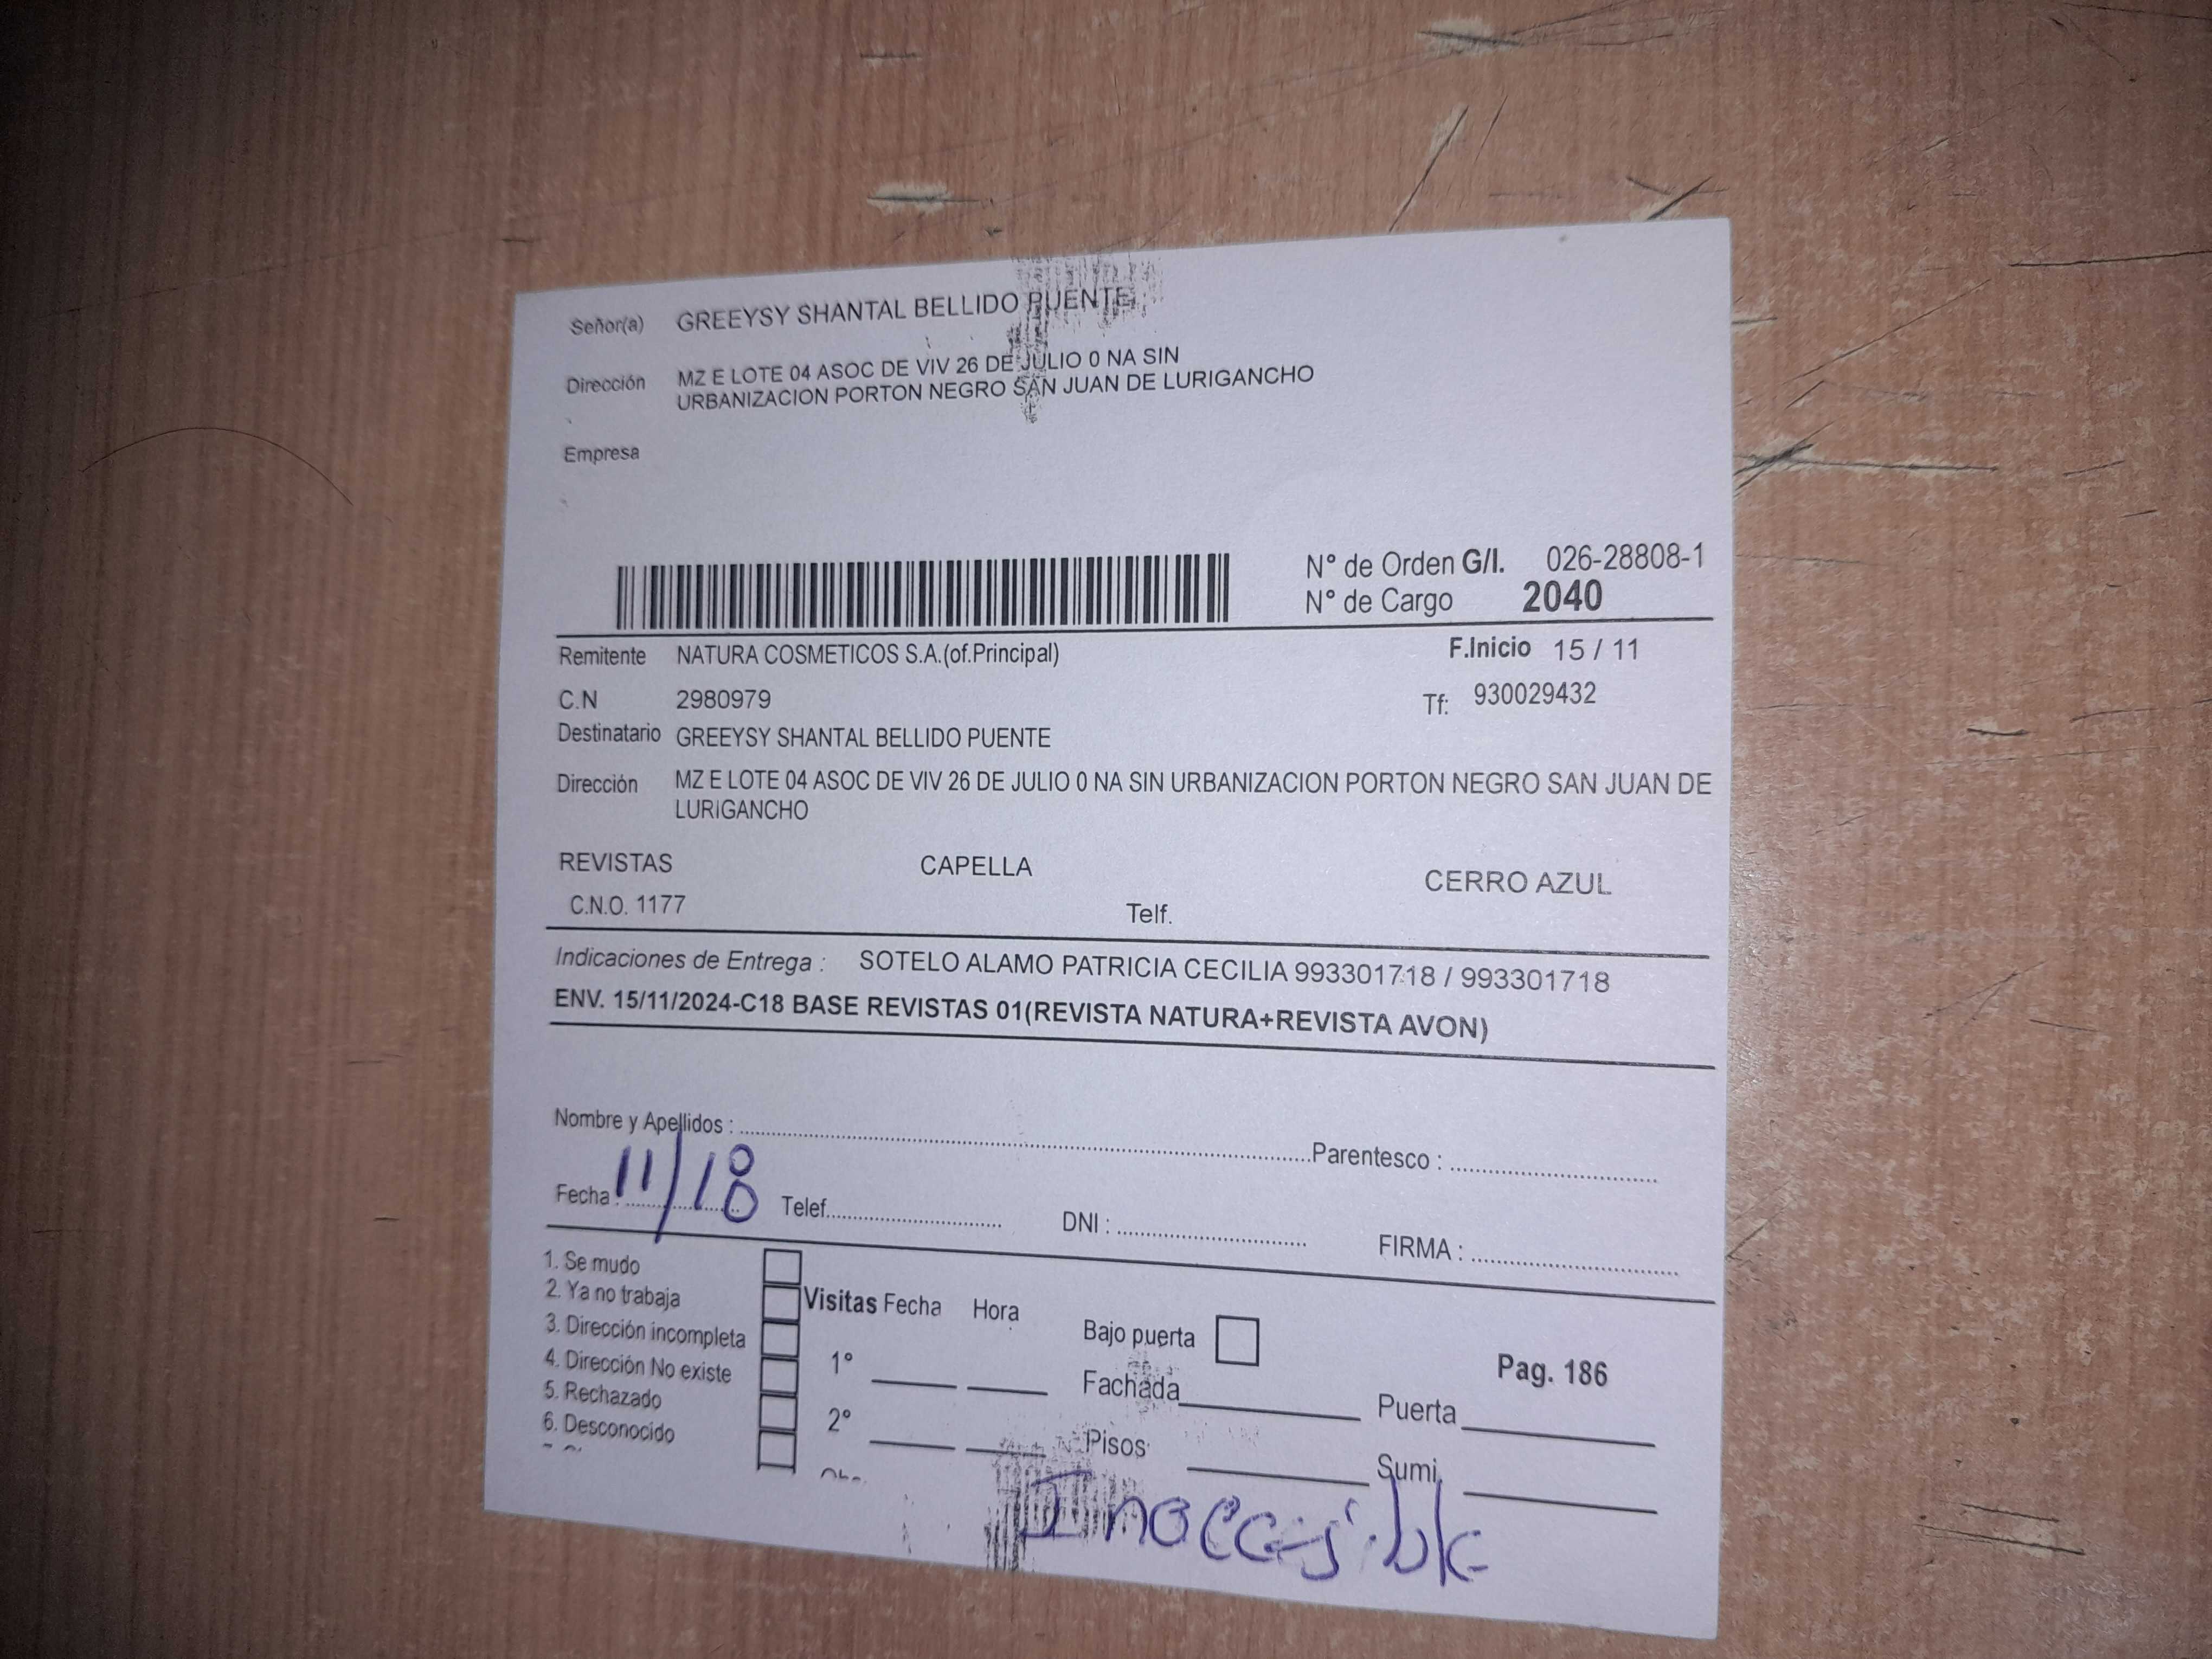 Señor(a) GREEYSY SHANTAL BELLIDO PUENTE
Dirección MZ E LOTE 04 ASOC DE VIV 26 DE JULIO 0 NA SIN
URBANIZACION PORTON NEGRO SAN JUAN DE LURIGANCHO
Empresa
N° de Orden G/I. 026-28808-1
N° de Cargo 2040
Remitente NATURA COSMETICOS S.A.(of.Principal) F.Inicio 15 / 11
C.N 2980979 Tf: 930029432
Destinatario GREEYSY SHANTAL BELLIDO PUENTE
Dirección MZ E LOTE 04 ASOC DE VIV 26 DE JULIO 0 NA SIN URBANIZACION PORTON NEGRO SAN JUAN DE
LURIGANCHO
REVISTAS CAPELLA CERRO AZUL
C.N.O. 1177 Telf.
Indicaciones de Entrega : SOTELO ALAMO PATRICIA CECILIA 993301718 / 993301718
ENV. 15/11/2024-C18 BASE REVISTAS 01(REVISTA NATURA+REVISTA AVON)
Nombre y Apellidos : Parentesco :
Fecha : 11/18 Telef. DNI : FIRMA :
1. Se mudo
2. Ya no trabaja Visitas Fecha Hora
3. Dirección incompleta Bajo puerta
4. Dirección No existe 1° Fachada Pag. 186
5. Rechazado Puerta
6. Desconocido 2° Pisos Sumi.
Inaccesible